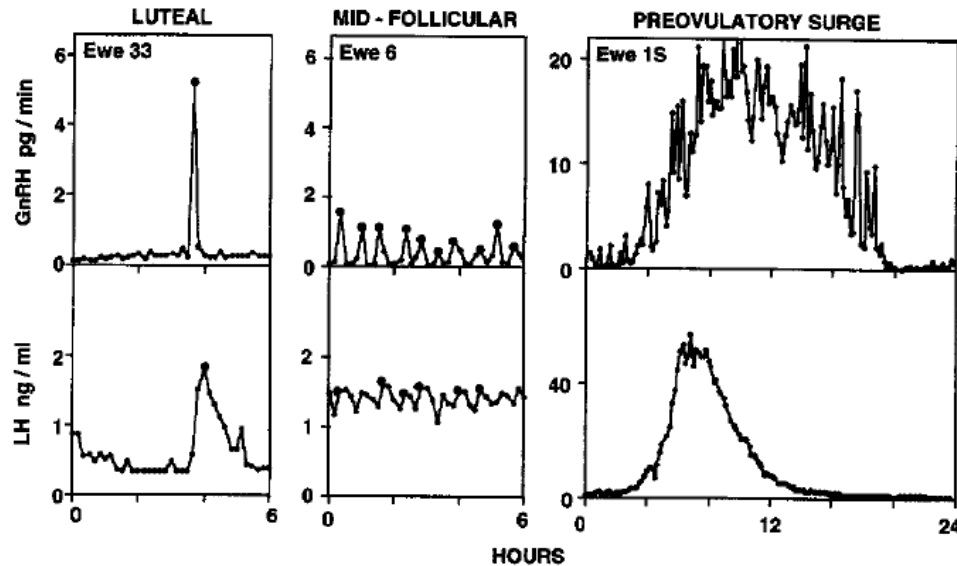 LUTEAL
MID - FOLLICULAR
PREOVULATORY SURGE
Ewe 33
Ewe 6
Ewe 1S
GnRH pg / min
6
4
2
0
6
4
2
0
20
10
0
LH ng / ml
2
1
0
2
1
0
40
0
0
6
0
6
0
12
24
HOURS